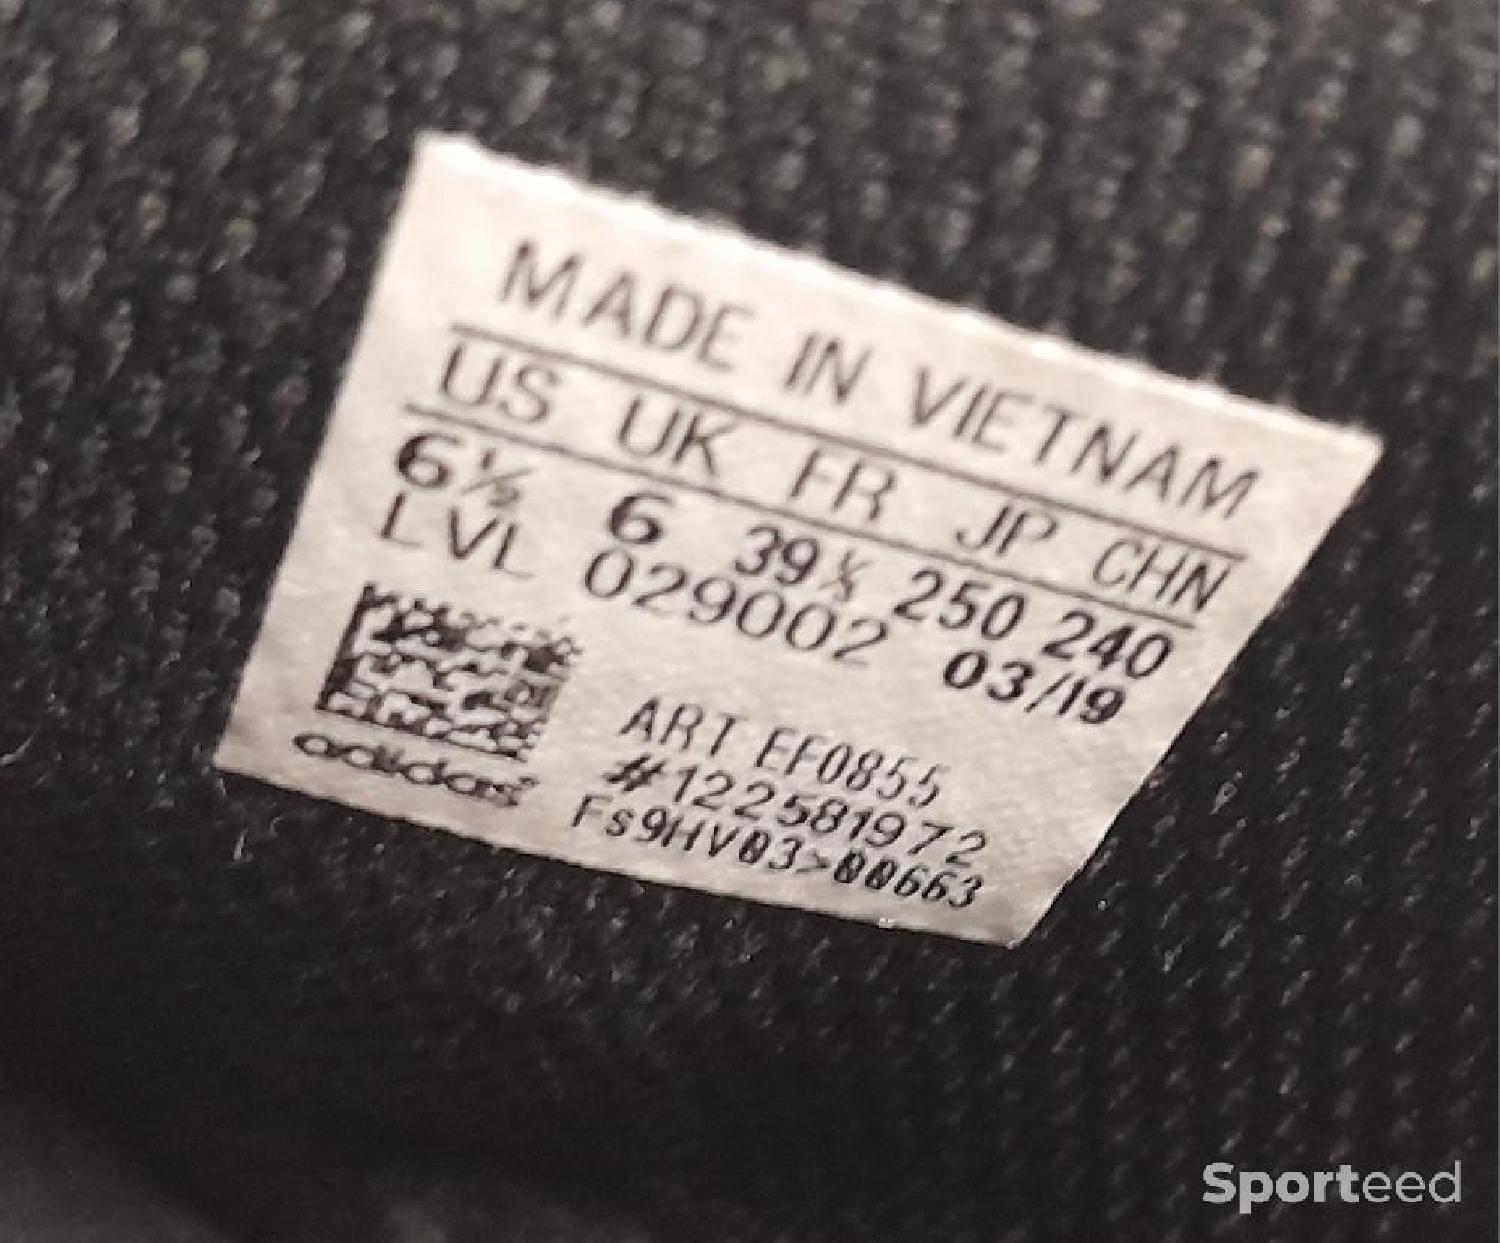 MADE IN VIETNAM
US UK FR JP CHN
6½ 6 39⅓ 250 240
LVL 029002 03/19
ART EF0855
#122581972
Fs9HV03>00663
adidas
Sporteed